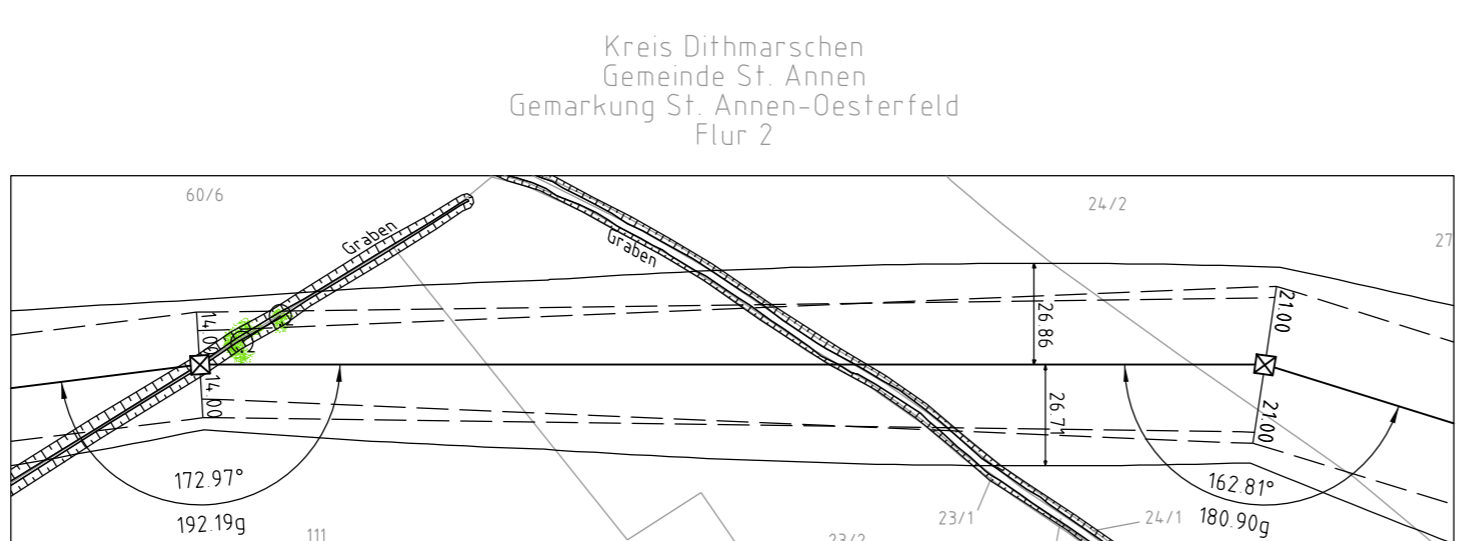 Kreis Dithmarschen
Gemeinde St. Annen
Gemarkung St. Annen-Oesterfeld
Flur 2
60/6
24/2
27
Graben
Graben
14.00
14.00
26.86
26.71
21.00
21.00
172.97°
192.19g
162.81°
180.90g
111
23/2
23/1
24/1